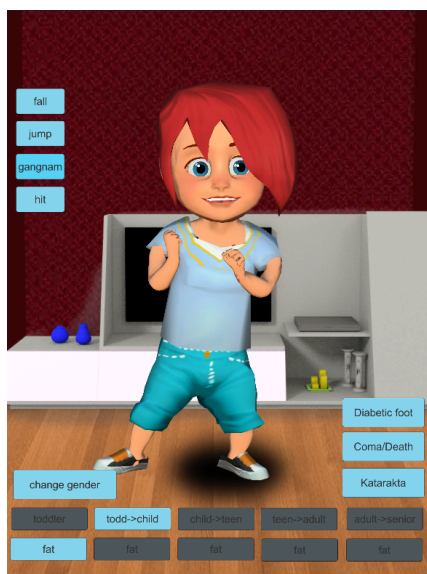 fall
jump
gangnam
hit
Diabetic foot
Coma/Death
Katarakta
change gender
toddler
todd->child
child->teen
teen->adult
adult->senior
fat
fat
fat
fat
fat